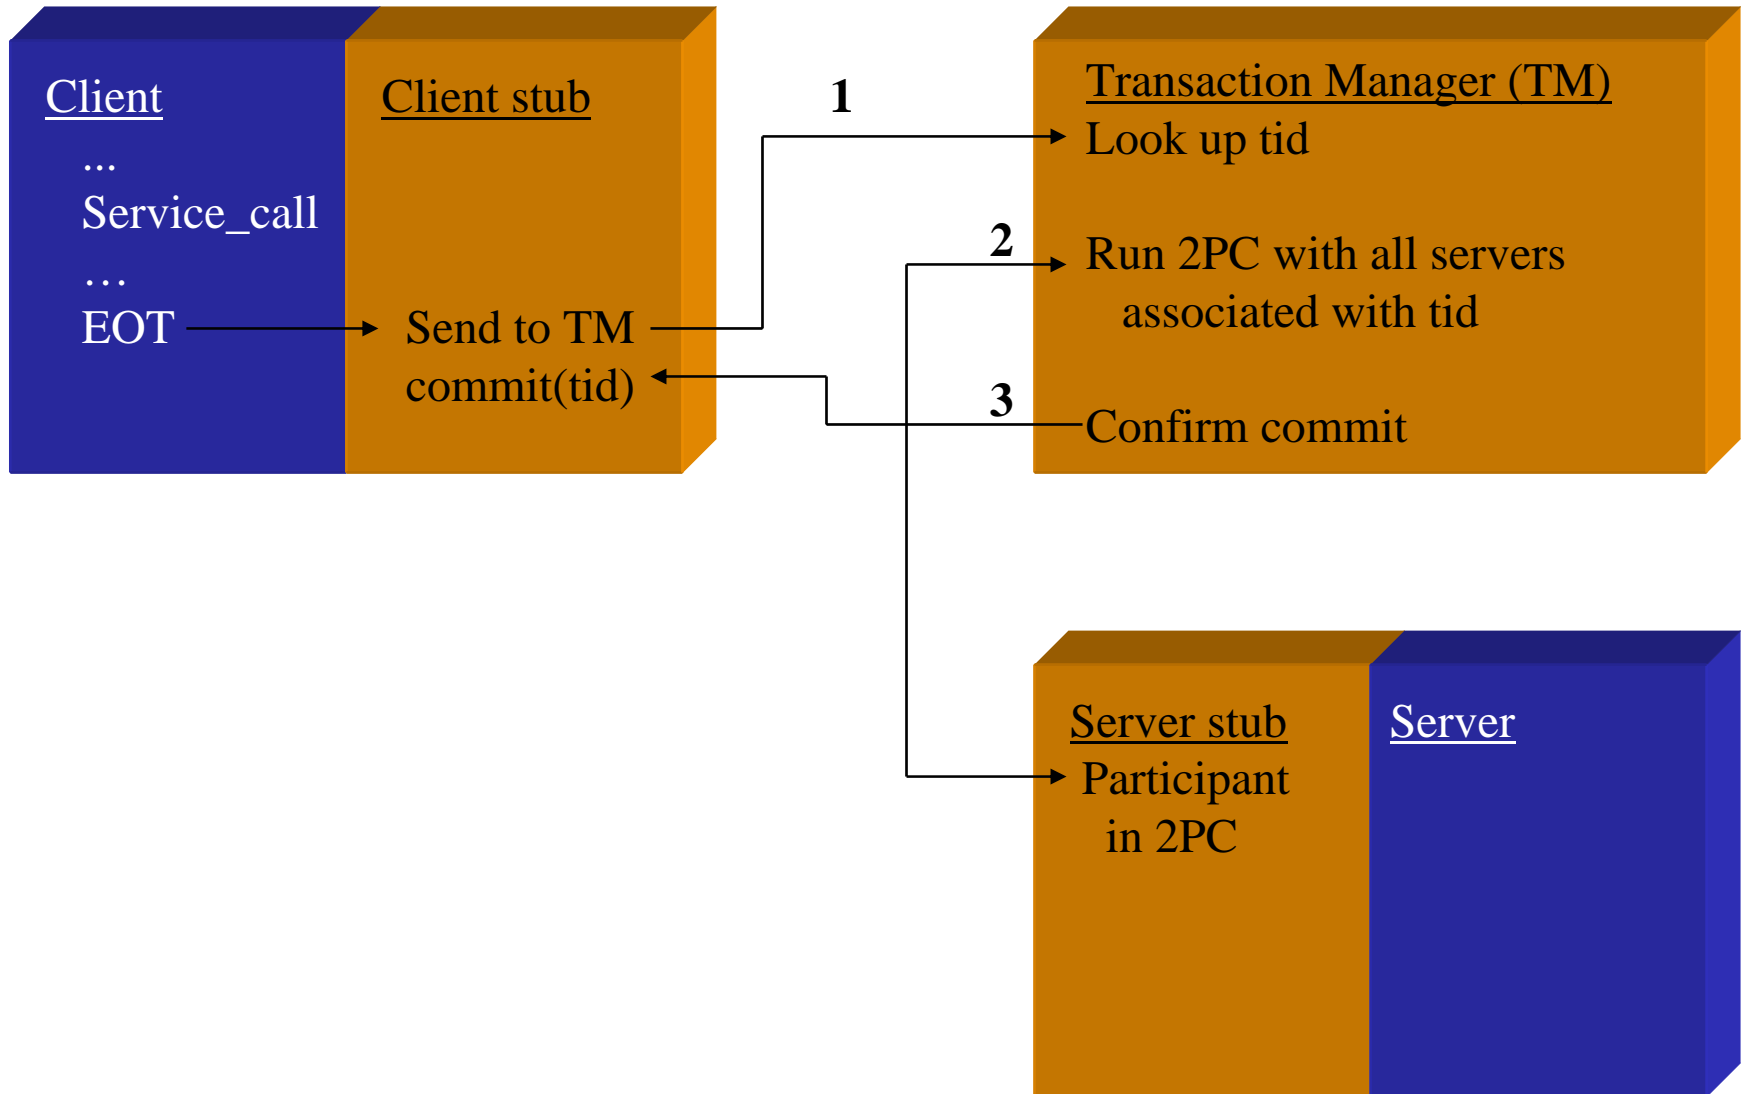 Client
...
Service_call
…
EOT
Client stub
Send to TM
commit(tid)
1
2
3
Transaction Manager (TM)
Look up tid
Run 2PC with all servers
associated with tid
Confirm commit
Server stub
Participant
in 2PC
Server